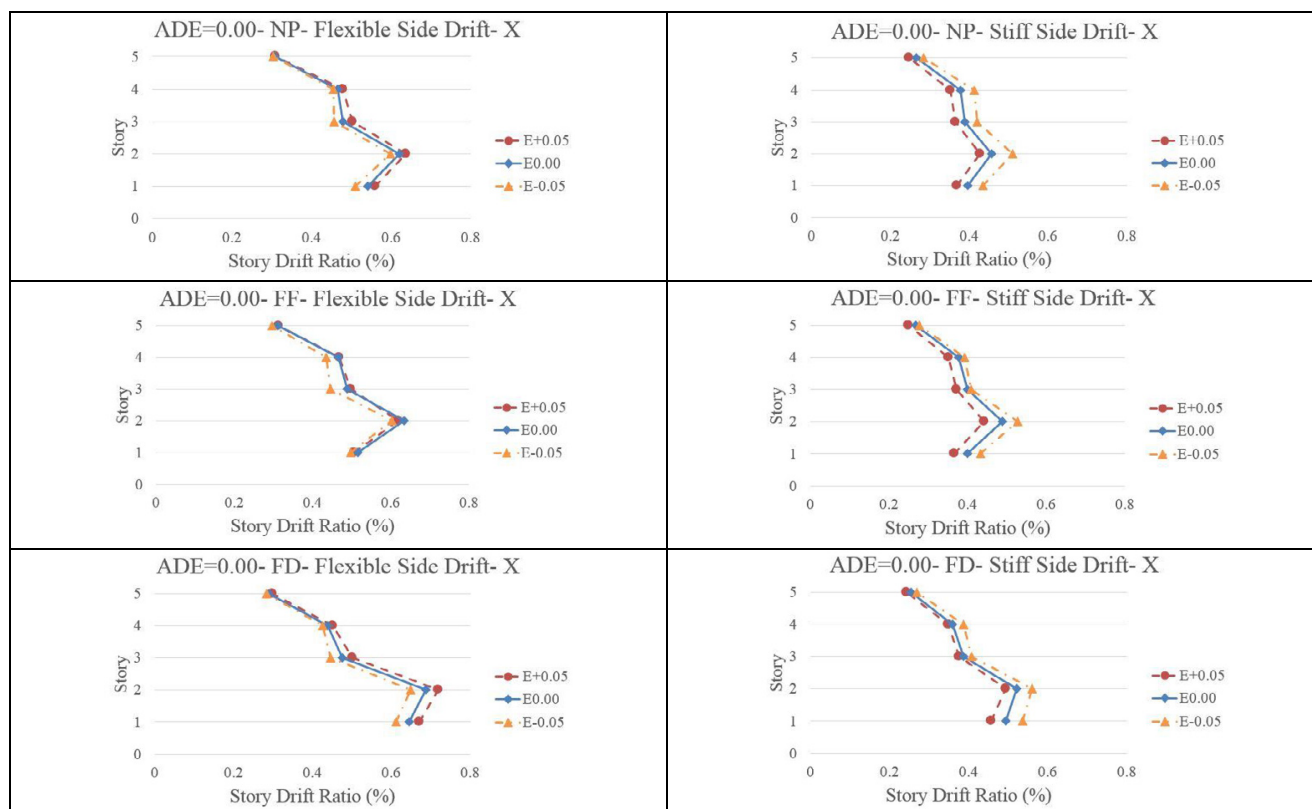 ADE=0.00- NP- Flexible Side Drift- X
5
4
3
2
1
0
Story
0 0.2 0.4 0.6 0.8
Story Drift Ratio (%)
E+0.05
E0.00
E-0.05
ADE=0.00- NP- Stiff Side Drift- X
5
4
3
2
1
0
Story
0 0.2 0.4 0.6 0.8
Story Drift Ratio (%)
E+0.05
E0.00
E-0.05
ADE=0.00- FF- Flexible Side Drift- X
5
4
3
2
1
0
Story
0 0.2 0.4 0.6 0.8
Story Drift Ratio (%)
E+0.05
E0.00
E-0.05
ADE=0.00- FF- Stiff Side Drift- X
5
4
3
2
1
0
Story
0 0.2 0.4 0.6 0.8
Story Drift Ratio (%)
E+0.05
E0.00
E-0.05
ADE=0.00- FD- Flexible Side Drift- X
5
4
3
2
1
0
Story
0 0.2 0.4 0.6 0.8
Story Drift Ratio (%)
E+0.05
E0.00
E-0.05
ADE=0.00- FD- Stiff Side Drift- X
5
4
3
2
1
0
Story
0 0.2 0.4 0.6 0.8
Story Drift Ratio (%)
E+0.05
E0.00
E-0.05